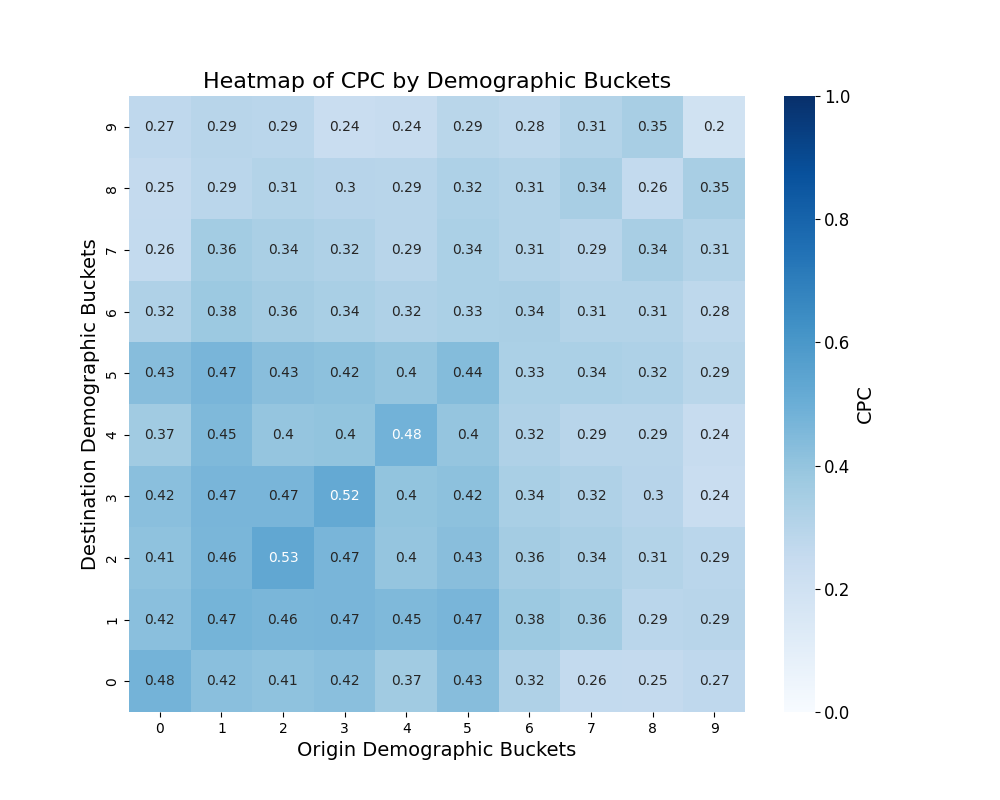 Heatmap of CPC by Demographic Buckets
Destination Demographic Buckets
9 0.27 0.29 0.29 0.24 0.24 0.29 0.28 0.31 0.35 0.2
8 0.25 0.29 0.31 0.3 0.29 0.32 0.31 0.34 0.26 0.35
7 0.26 0.36 0.34 0.32 0.29 0.34 0.31 0.29 0.34 0.31
6 0.32 0.38 0.36 0.34 0.32 0.33 0.34 0.31 0.31 0.28
5 0.43 0.47 0.43 0.42 0.4 0.44 0.33 0.34 0.32 0.29
4 0.37 0.45 0.4 0.4 0.48 0.4 0.32 0.29 0.29 0.24
3 0.42 0.47 0.47 0.52 0.4 0.42 0.34 0.32 0.3 0.24
2 0.41 0.46 0.53 0.47 0.4 0.43 0.36 0.34 0.31 0.29
1 0.42 0.47 0.46 0.47 0.45 0.47 0.38 0.36 0.29 0.29
0 0.48 0.42 0.41 0.42 0.37 0.43 0.32 0.26 0.25 0.27
0 1 2 3 4 5 6 7 8 9
Origin Demographic Buckets
1.0
0.8
0.6
0.4
0.2
0.0
CPC